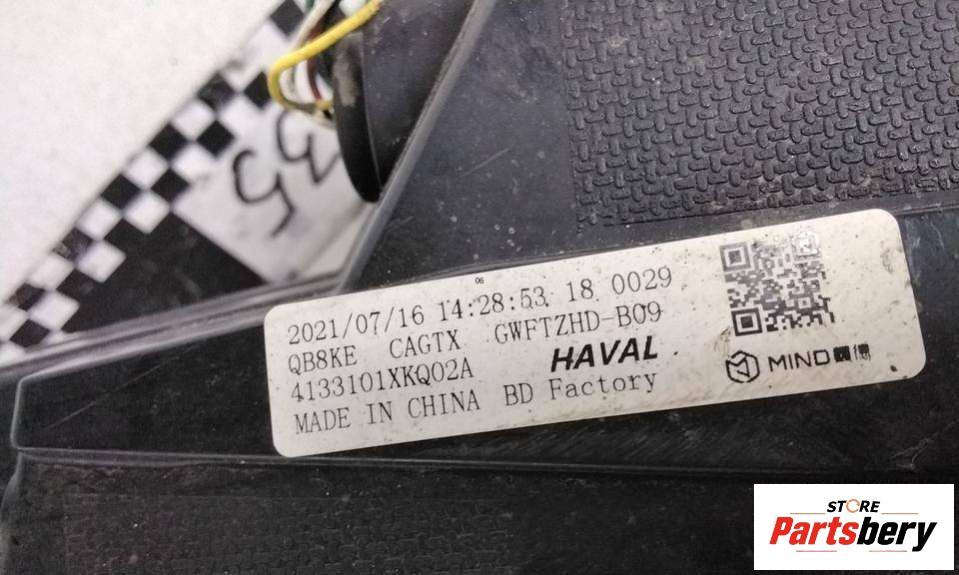 35
06
2021/07/16 14:28:53 18 0029
QB8KE CAGTX GWFTZHD-B09
4133101XKQ02A HAVAL
MADE IN CHINA BD Factory
MIND
STORE
Partsbery